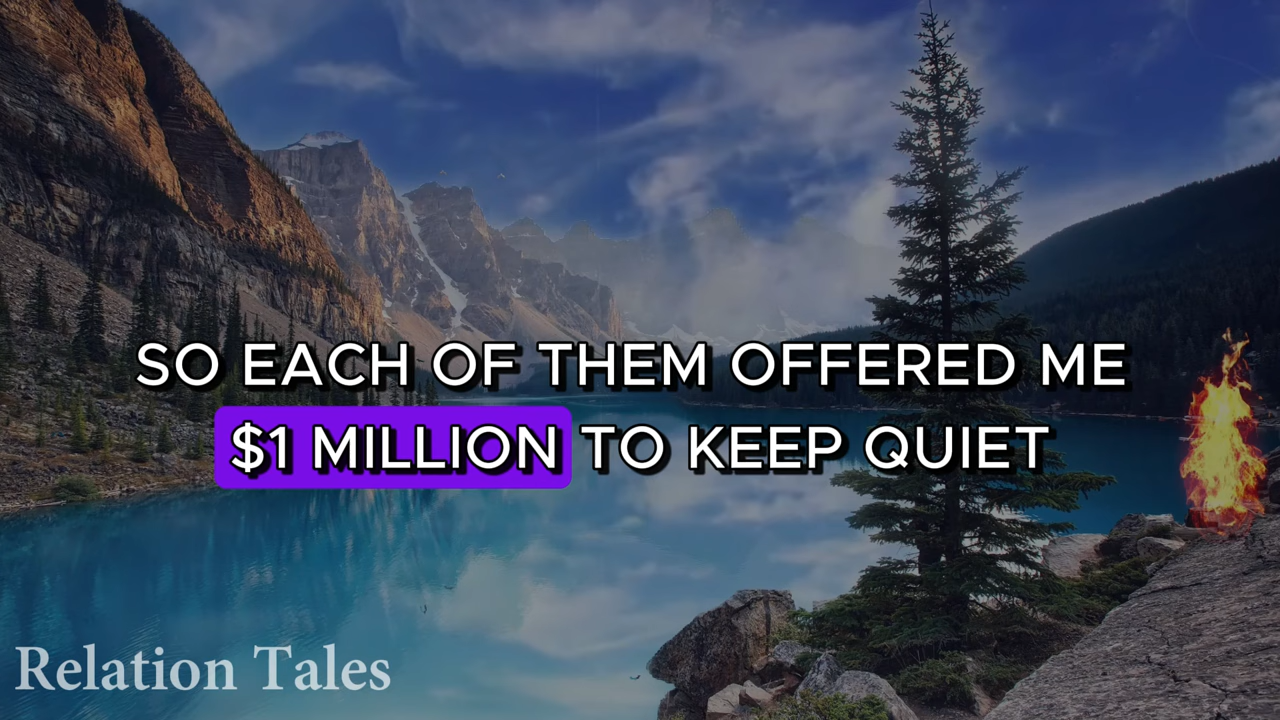 SO EACH OF THEM OFFERED ME
$1 MILLION TO KEEP QUIET
Relation Tales